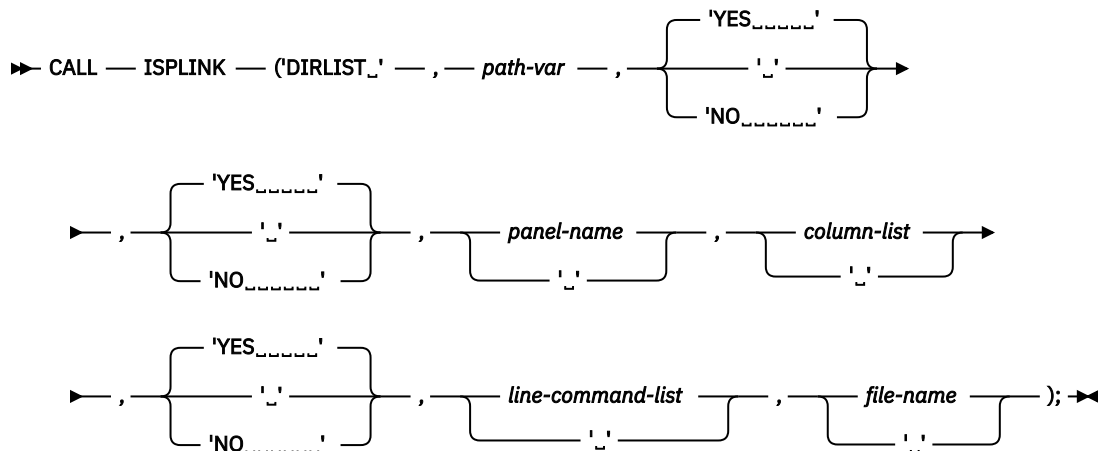 'YES␣␣␣␣␣'
CALL ISPLINK ('DIRLIST␣' , path-var , '␣'
'NO␣␣␣␣␣␣'
'YES␣␣␣␣␣'
, '␣' , panel-name , column-list
'NO␣␣␣␣␣␣' '␣' '␣'
'YES␣␣␣␣␣'
, '␣' , line-command-list , file-name );
'NO␣␣␣␣␣␣' '␣' '␣'